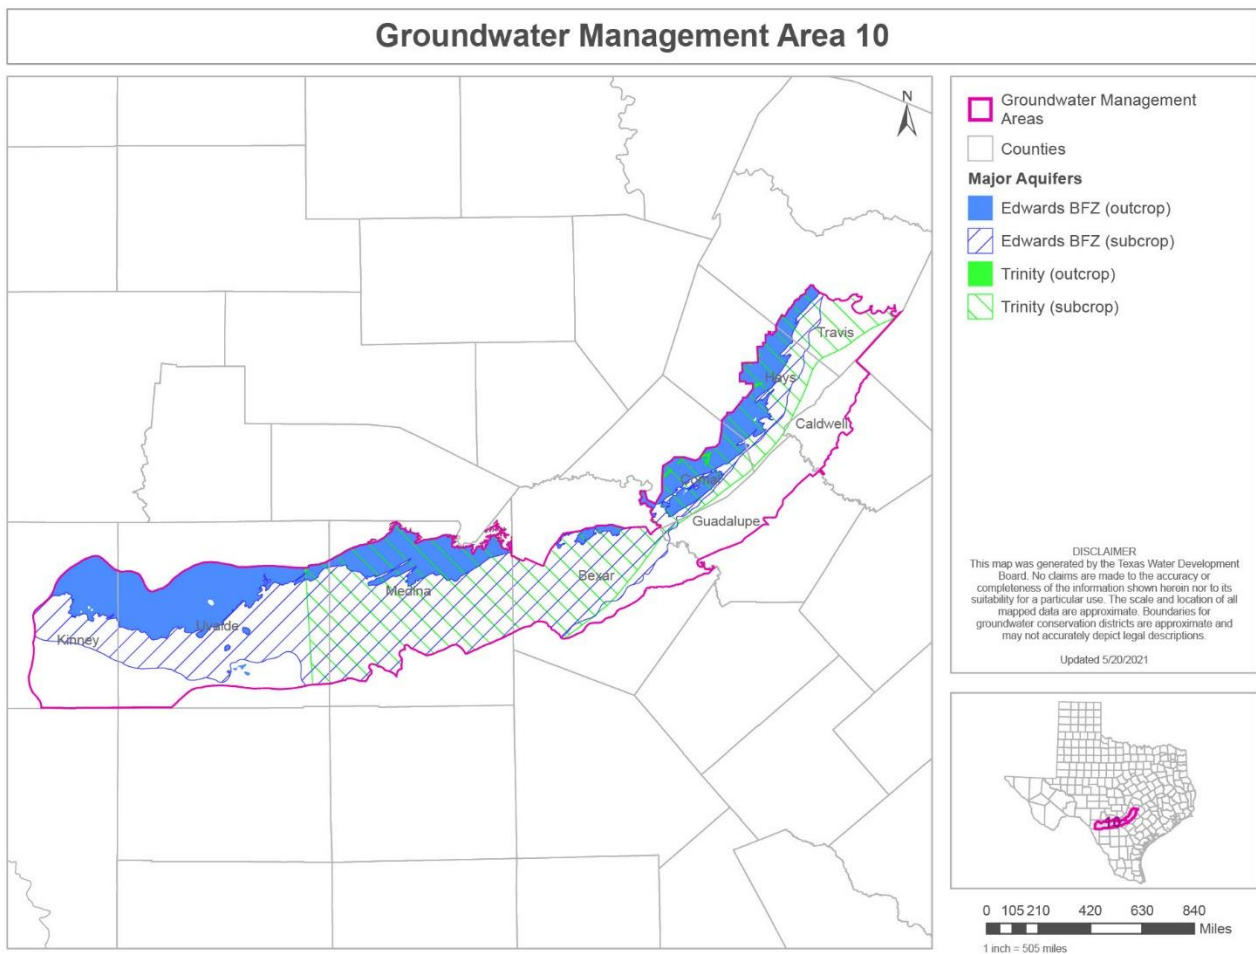 Groundwater Management Area 10
N
Travis
Hays
Caldwell
Comal
Guadalupe
Bexar
Medina
Uvalde
Kinney
Groundwater Management
Areas
Counties
Major Aquifers
Edwards BFZ (outcrop)
Edwards BFZ (subcrop)
Trinity (outcrop)
Trinity (subcrop)
DISCLAIMER
This map was generated by the Texas Water Development
Board. No claims are made to the accuracy or
completeness of the information shown herein nor to its
suitability for a particular use. The scale and location of all
mapped data are approximate. Boundaries for
groundwater conservation districts are approximate and
may not accurately depict legal descriptions.
Updated 5/20/2021
10
0 105 210 420 630 840
Miles
1 inch = 505 miles